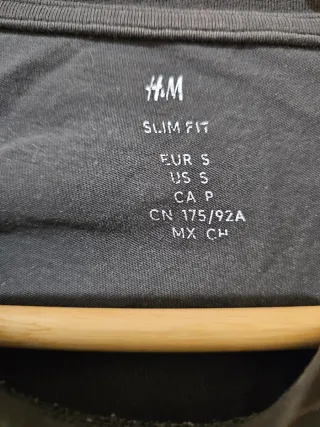 H&M
SLIM FIT
EUR S
US S
CA P
CN 175/92A
MX CH